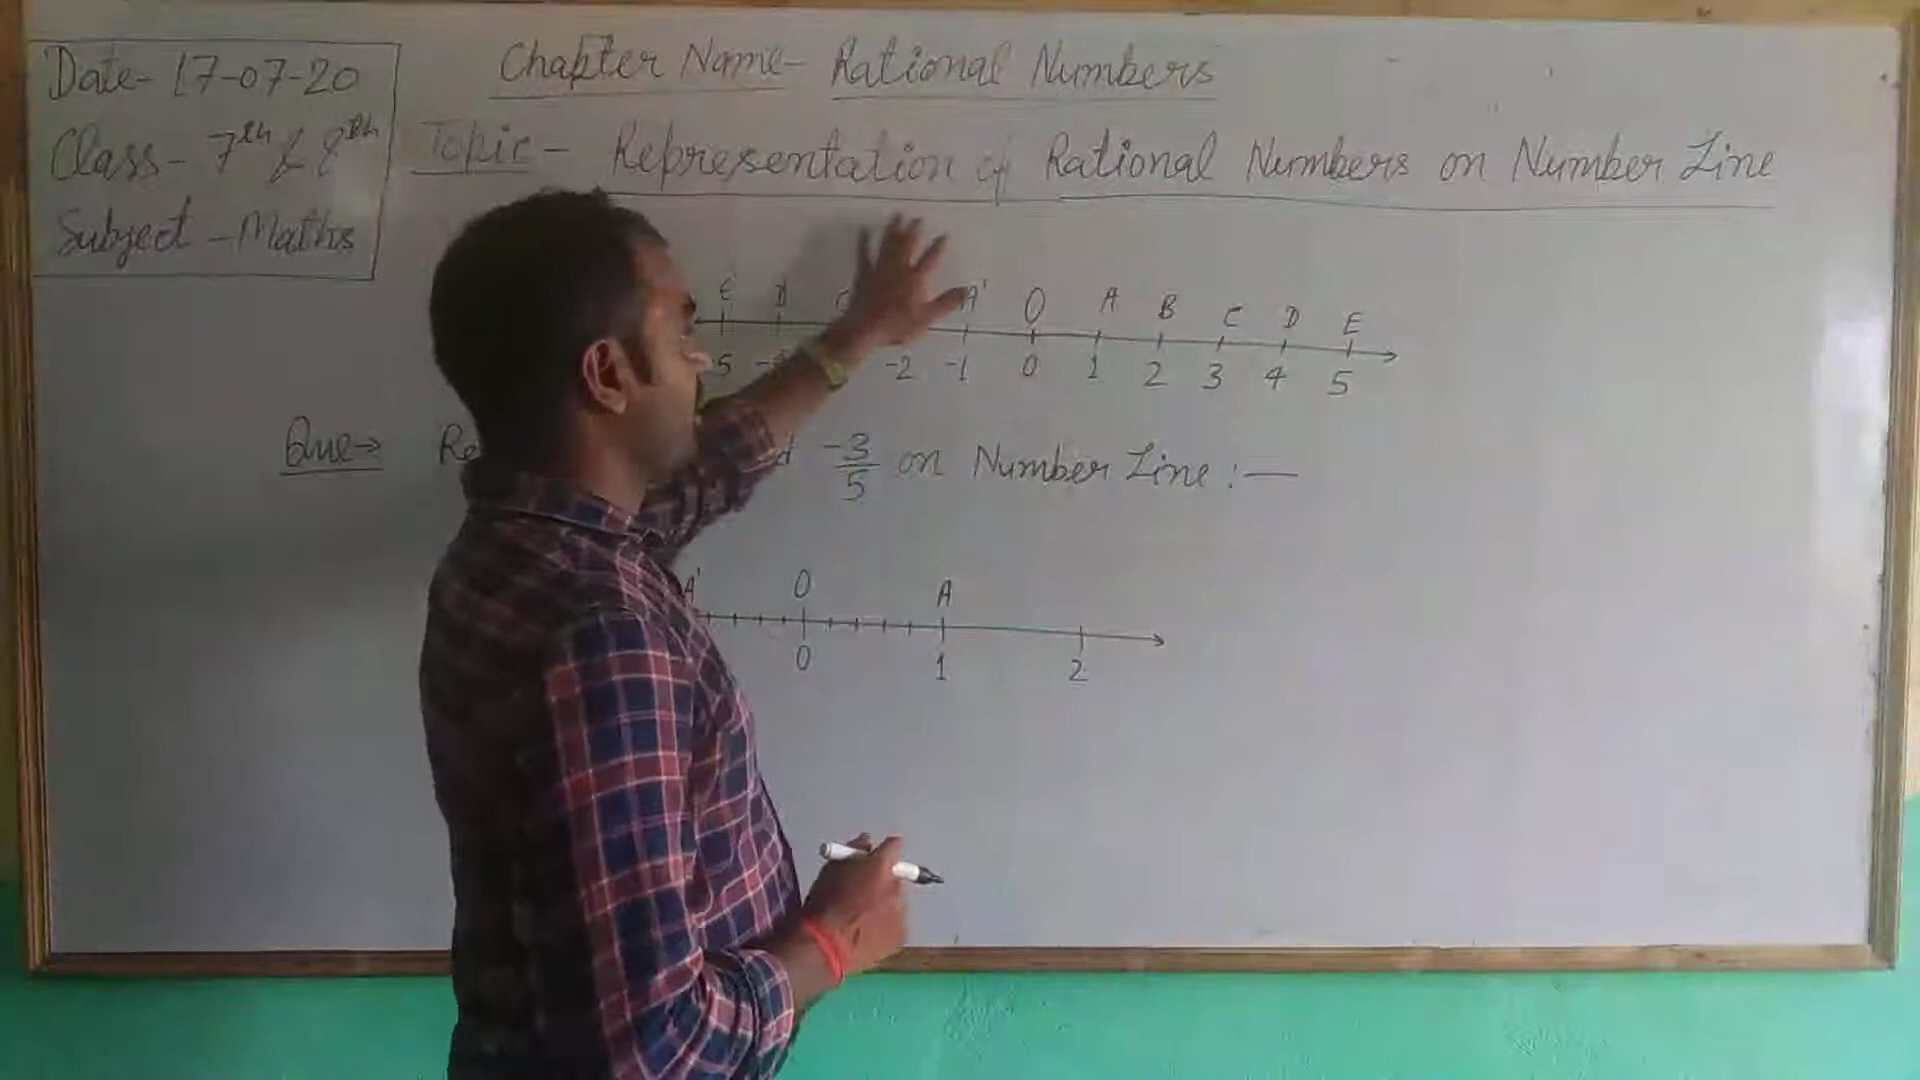 Date- 17-07-20
Class- 7th & 8th
Subject - Maths
Chapter Name- Rational Numbers
Topic- Representation of Rational Numbers on Number Line
E' D' A' O A B C D E
-2 -1 0 1 2 3 4 5
Que→ -3/5 on Number Line :—
A' O A
0 1 2